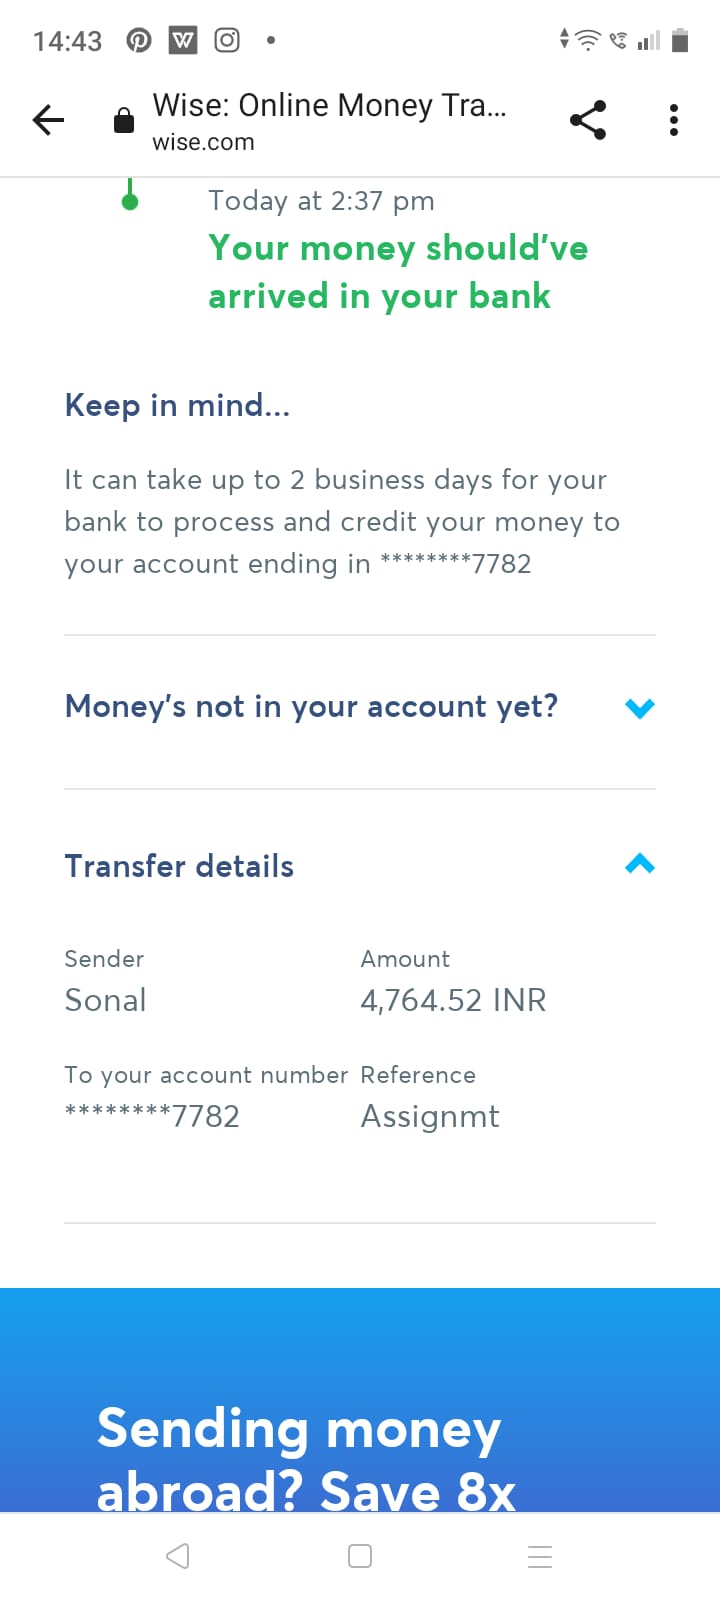 14:43
Wise: Online Money Tra...
wise.com
Today at 2:37 pm
Your money should've
arrived in your bank
Keep in mind...
It can take up to 2 business days for your
bank to process and credit your money to
your account ending in ********7782
Money's not in your account yet?
Transfer details
Sender
Amount
Sonal
4,764.52 INR
To your account number
Reference
********7782
Assignmt
Sending money
abroad? Save 8x